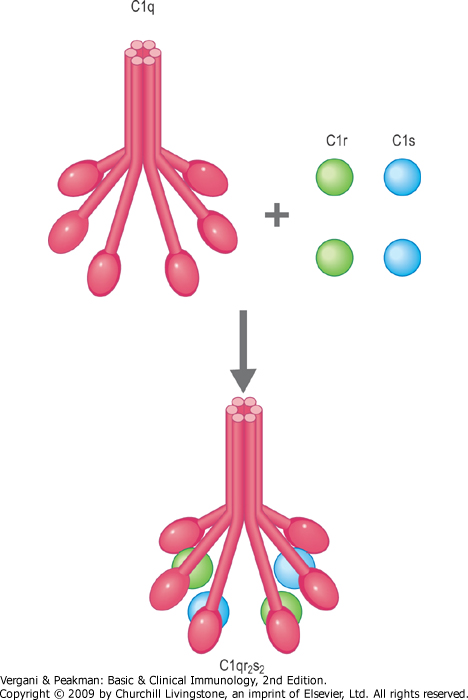 C1q
C1r C1s
+
C1qr₂s₂
Vergani & Peakman: Basic & Clinical Immunology, 2nd Edition.
Copyright © 2009 by Churchill Livingstone, an imprint of Elsevier, Ltd. All rights reserved.